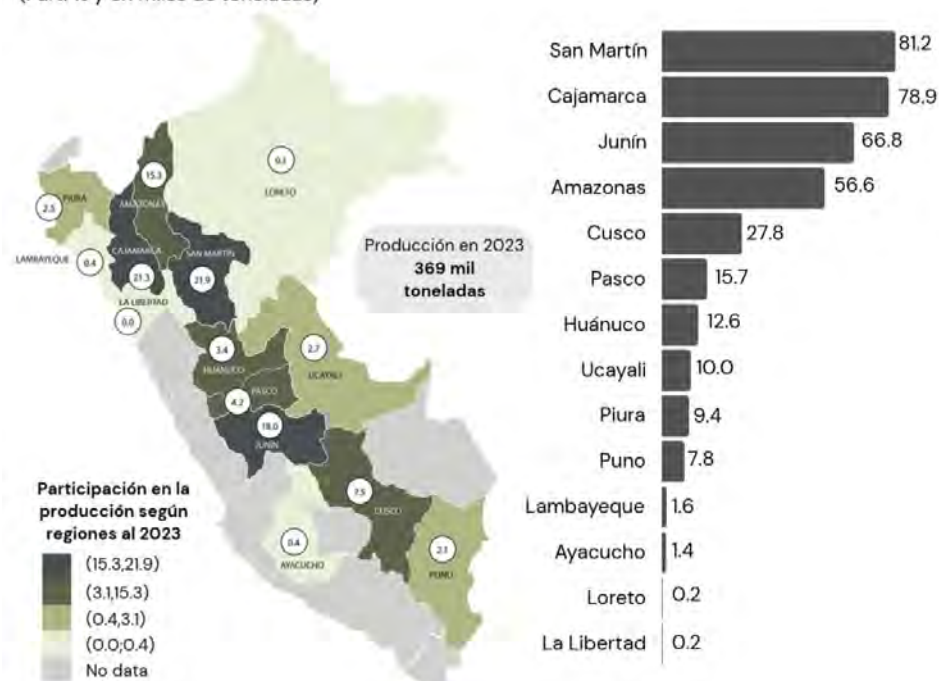 San Martín 81.2
Cajamarca 78.9
Junín 66.8
Amazonas 56.6
Cusco 27.8
Pasco 15.7
Huánuco 12.6
Ucayali 10.0
Piura 9.4
Puno 7.8
Lambayeque 1.6
Ayacucho 1.4
Loreto 0.2
La Libertad 0.2
Producción en 2023
369 mil
toneladas
LORETO
15.3
AMAZONAS
PIURA
2.5
LAMBAYEQUE
0.4
CAJAMARCA
21.3
SAN MARTÍN
21.9
LA LIBERTAD
0.0
3.4
HUANUCO
2.7
UCAYALI
PASCO
4.2
18.0
JUNÍN
7.5
CUSCO
0.4
AYACUCHO
2.1
PUNO
Participación en la
producción según
regiones al 2023
(15.3,21.9)
(3.1,15.3)
(0.4,3.1)
(0.0;0.4)
No data